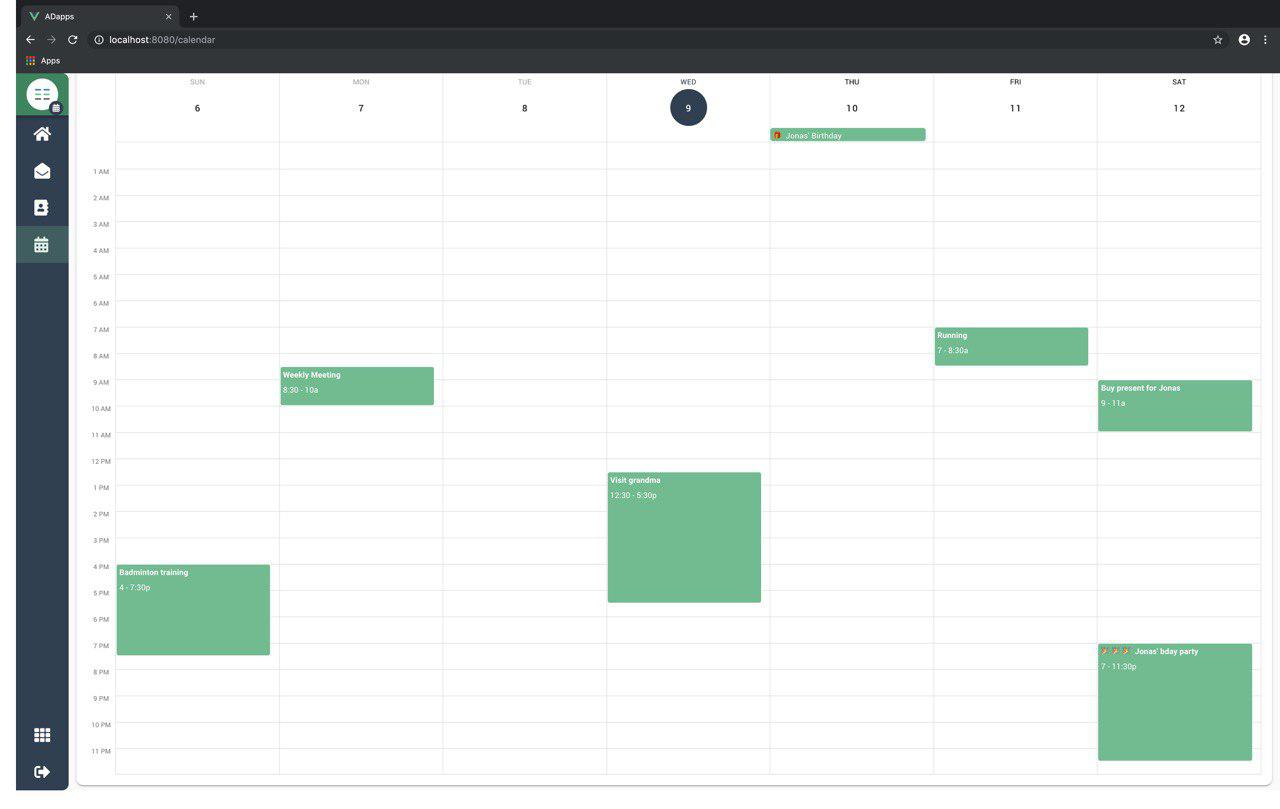 ADapps
localhost:8080/calendar
Apps
SUN MON TUE WED THU FRI SAT
6 7 8 9 10 11 12
Jonas' Birthday
1 AM
2 AM
3 AM
4 AM
5 AM
6 AM
7 AM
Running
7 - 8:30a
8 AM
Weekly Meeting
8:30 - 10a
9 AM
Buy present for Jonas
9 - 11a
10 AM
11 AM
12 PM
Visit grandma
12:30 - 5:30p
1 PM
2 PM
3 PM
4 PM
Badminton training
4 - 7:30p
5 PM
6 PM
7 PM
Jonas' bday party
7 - 11:30p
8 PM
9 PM
10 PM
11 PM